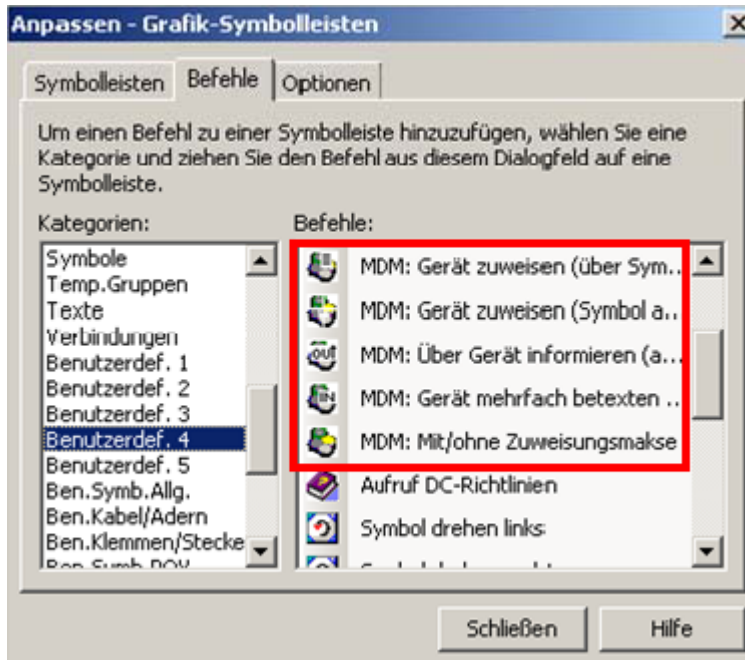 Anpassen - Grafik-Symbolleisten
Symbolleisten Befehle Optionen
Um einen Befehl zu einer Symbolleiste hinzuzufügen, wählen Sie eine
Kategorie und ziehen Sie den Befehl aus diesem Dialogfeld auf eine
Symbolleiste.
Kategorien:
Symbole
Temp.Gruppen
Texte
Verbindungen
Benutzerdef. 1
Benutzerdef. 2
Benutzerdef. 3
Benutzerdef. 4
Benutzerdef. 5
Ben.Symb.Allg.
Ben.Kabel/Adern
Ben.Klemmen/Stecke
Befehle:
MDM: Gerät zuweisen (über Sym..
MDM: Gerät zuweisen (Symbol a..
OUT
MDM: Über Gerät informieren (a...
IN
MDM: Gerät mehrfach betexten ..
MDM: Mit/ohne Zuweisungsmakse
Aufruf DC-Richtlinien
Symbol drehen links
Schließen Hilfe